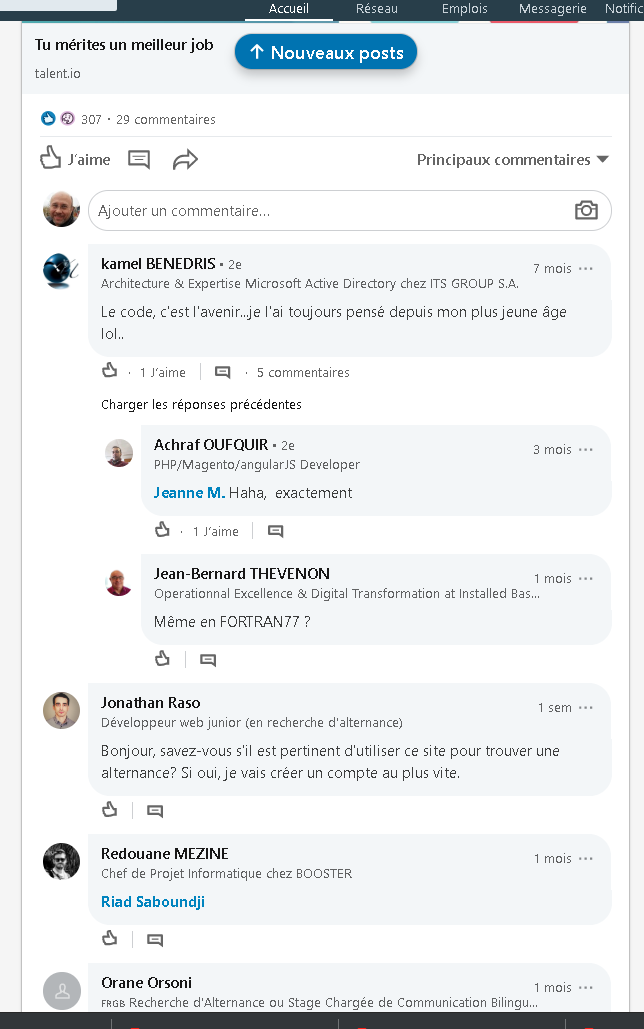 Accueil Réseau Emplois Messagerie Notific
Tu mérites un meilleur job
↑ Nouveaux posts
talent.io
307 • 29 commentaires
J'aime
Principaux commentaires
Ajouter un commentaire...
kamel BENEDRIS • 2e
7 mois
Architecture & Expertise Microsoft Active Directory chez ITS GROUP S.A.
Le code, c'est l'avenir...je l'ai toujours pensé depuis mon plus jeune âge
lol..
· 1 J'aime · 5 commentaires
Charger les réponses précédentes
Achraf OUFQUIR • 2e
3 mois
PHP/Magento/angularJS Developer
Jeanne M. Haha, exactement
· 1 J'aime
Jean-Bernard THEVENON
1 mois
Operationnal Excellence & Digital Transformation at Installed Bas...
Même en FORTRAN77 ?
Jonathan Raso
1 sem
Développeur web junior (en recherche d'alternance)
Bonjour, savez-vous s'il est pertinent d'utiliser ce site pour trouver une
alternance? Si oui, je vais créer un compte au plus vite.
Redouane MEZINE
1 mois
Chef de Projet Informatique chez BOOSTER
Riad Saboundji
Orane Orsoni
1 mois
FRGB Recherche d'Alternance ou Stage Chargée de Communication Bilingu...